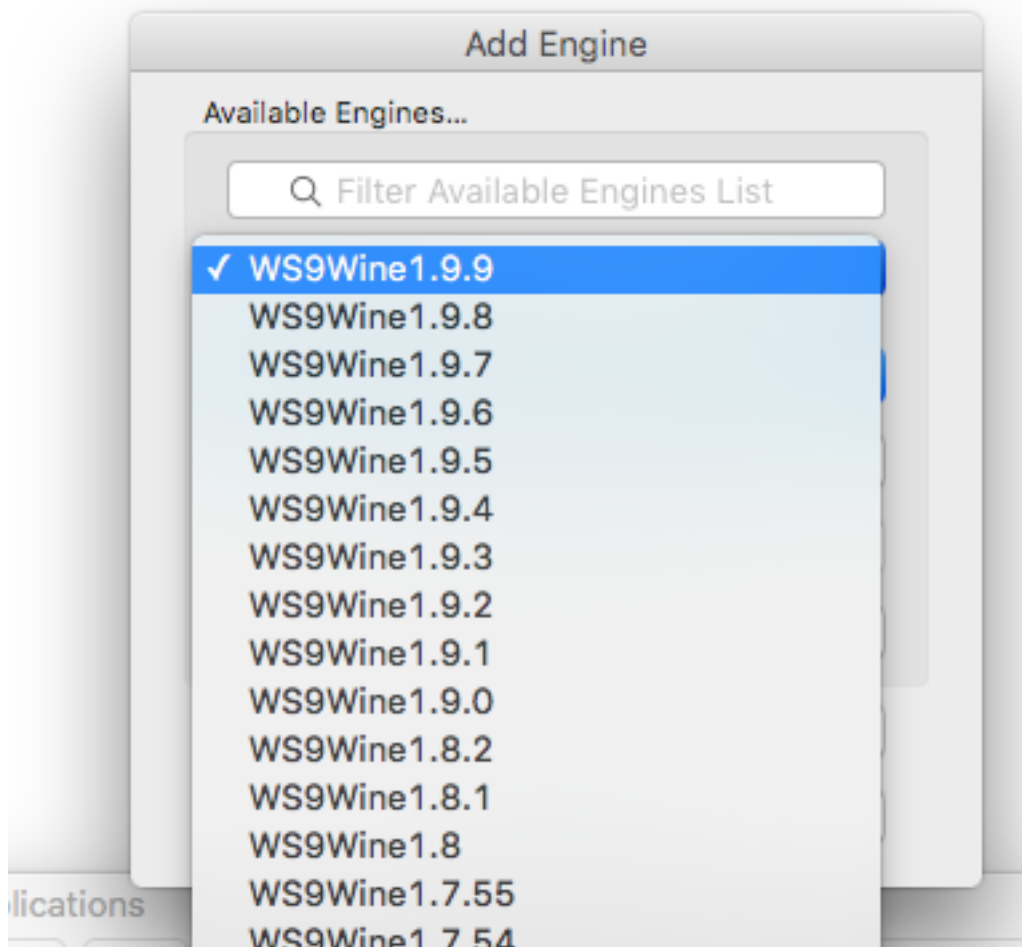 Add Engine
Available Engines...
Filter Available Engines List
✓ WS9Wine1.9.9
WS9Wine1.9.8
WS9Wine1.9.7
WS9Wine1.9.6
WS9Wine1.9.5
WS9Wine1.9.4
WS9Wine1.9.3
WS9Wine1.9.2
WS9Wine1.9.1
WS9Wine1.9.0
WS9Wine1.8.2
WS9Wine1.8.1
WS9Wine1.8
WS9Wine1.7.55
lications
WS9Wine1.7.54